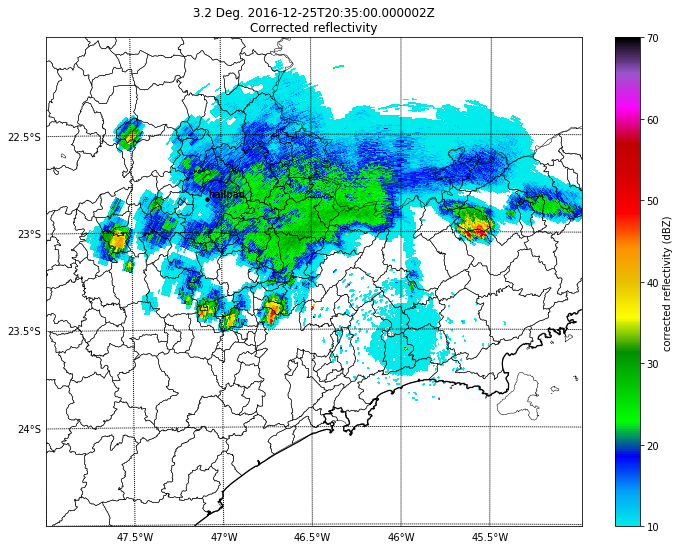 3.2 Deg. 2016-12-25T20:35:00.000002Z
Corrected reflectivity
22.5°S
23°S
23.5°S
24°S
47.5°W
47°W
46.5°W
46°W
45.5°W
hailpad
70
60
50
40
30
20
10
corrected reflectivity (dBZ)